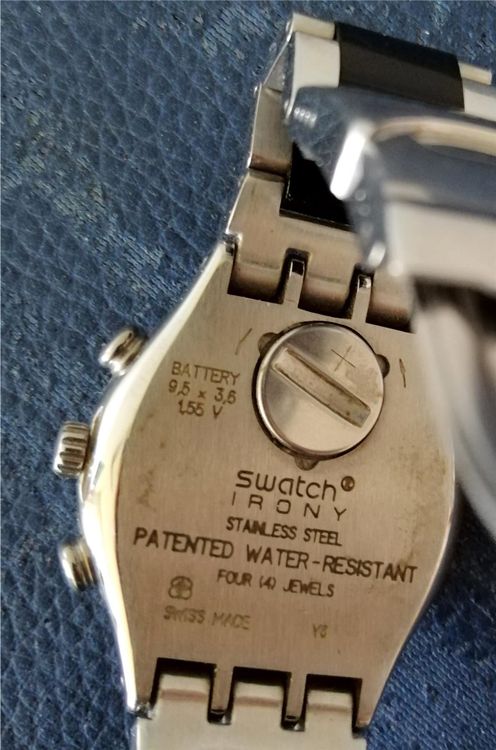 +
BATTERY
9,5 x 3,6
1,55 V
swatch
IRONY
STAINLESS STEEL
PATENTED WATER-RESISTANT
FOUR (4) JEWELS
SWISS MADE